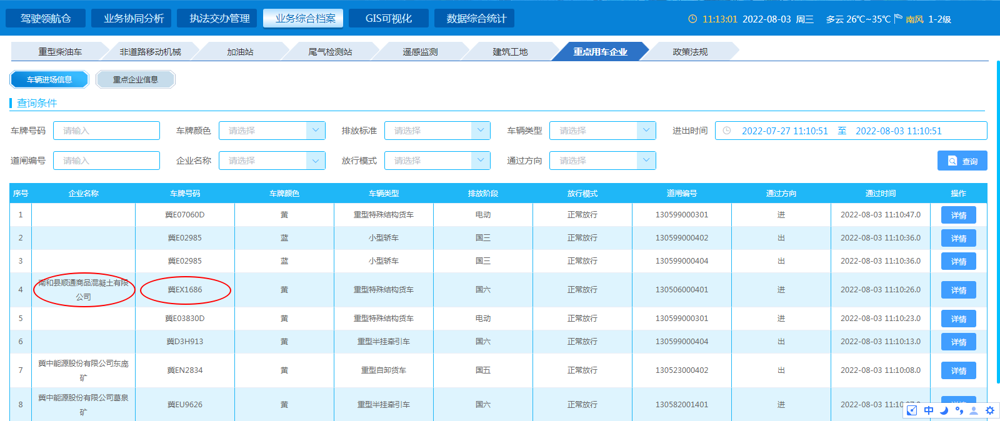 驾驶领航仓 业务协同分析 执法交办管理 业务综合档案 GIS可视化 数据综合统计 11:13:01 2022-08-03 周三 多云 26℃~35℃ 南风 1-2级
重型柴油车 非道路移动机械 加油站 尾气检测站 遥感监测 建筑工地 重点用车企业 政策法规
车辆进场信息 重点企业信息
查询条件
车牌号码 请输入 车牌颜色 请选择 排放标准 请选择 车辆类型 请选择 进出时间 2022-07-27 11:10:51 至 2022-08-03 11:10:51
道闸编号 请输入 企业名称 请选择 放行模式 请选择 通过方向 请选择 查询
序号 企业名称 车牌号码 车牌颜色 车辆类型 排放阶段 放行模式 道闸编号 通过方向 通过时间 操作
1 冀E07060D 黄 重型特殊结构货车 电动 正常放行 130599000301 进 2022-08-03 11:10:47.0 详情
2 冀E02985 蓝 小型轿车 国三 正常放行 130599000402 出 2022-08-03 11:10:36.0 详情
3 冀E02985 蓝 小型轿车 国三 正常放行 130599000404 出 2022-08-03 11:10:36.0 详情
4 南和县顺通商品混凝土有限公司 冀EX1686 黄 重型特殊结构货车 国六 正常放行 130506000401 进 2022-08-03 11:10:26.0 详情
5 冀E03830D 黄 重型特殊结构货车 电动 正常放行 130599000301 进 2022-08-03 11:10:23.0 详情
6 冀D3H913 黄 重型半挂牵引车 国六 正常放行 130599000404 出 2022-08-03 11:10:13.0 详情
7 冀中能源股份有限公司东庞矿 冀EN2834 黄 重型自卸货车 国五 正常放行 130523000402 出 2022-08-03 11:10:08.0 详情
8 冀中能源股份有限公司葛泉矿 冀EU9626 黄 重型半挂牵引车 国六 正常放行 130582001401 进 2022-08-03
中